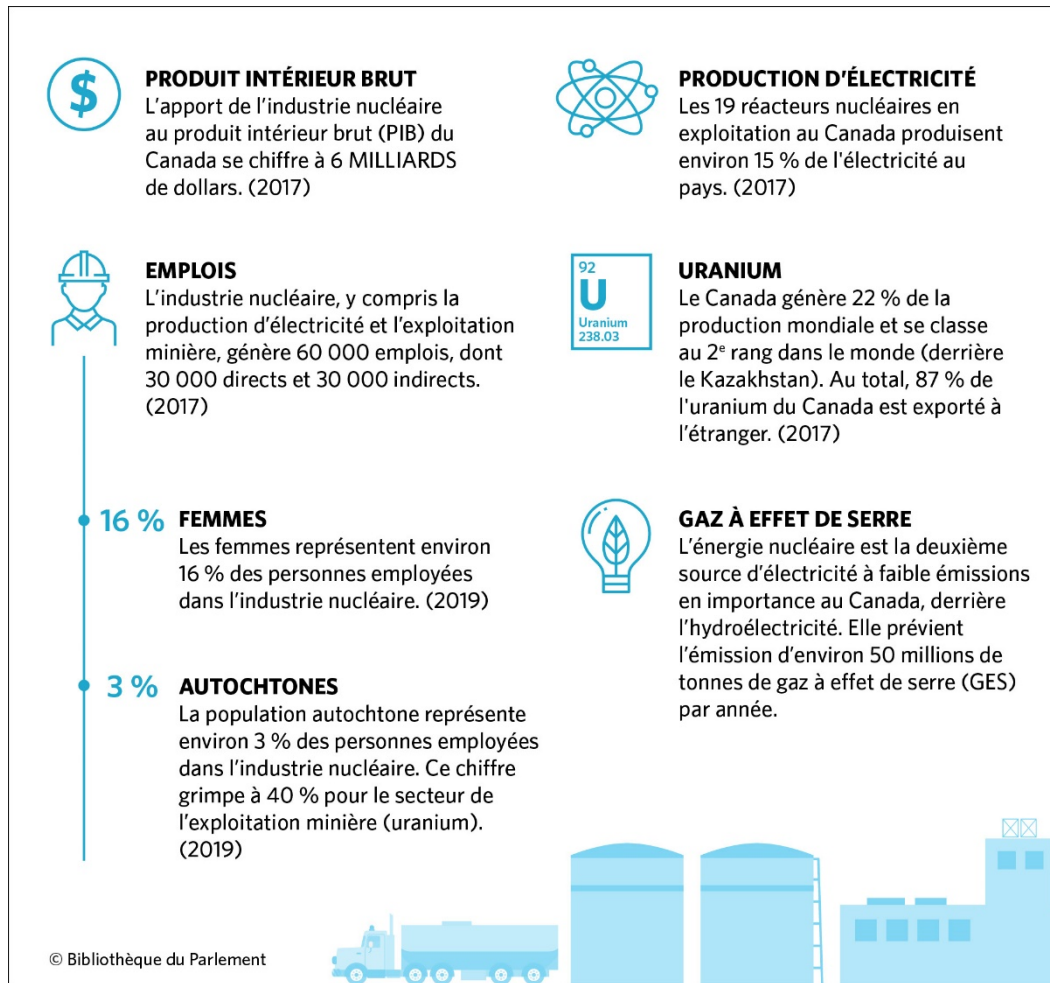 PRODUIT INTÉRIEUR BRUT
L’apport de l’industrie nucléaire
au produit intérieur brut (PIB) du
Canada se chiffre à 6 MILLIARDS
de dollars. (2017)
EMPLOIS
L’industrie nucléaire, y compris la
production d’électricité et l’exploitation
minière, génère 60 000 emplois, dont
30 000 directs et 30 000 indirects.
(2017)
16 % FEMMES
Les femmes représentent environ
16 % des personnes employées
dans l’industrie nucléaire. (2019)
3 % AUTOCHTONES
La population autochtone représente
environ 3 % des personnes employées
dans l’industrie nucléaire. Ce chiffre
grimpe à 40 % pour le secteur de
l’exploitation minière (uranium).
(2019)
PRODUCTION D’ÉLECTRICITÉ
Les 19 réacteurs nucléaires en
exploitation au Canada produisent
environ 15 % de l'électricité au
pays. (2017)
92
U
Uranium
238.03
URANIUM
Le Canada génère 22 % de la
production mondiale et se classe
au 2e rang dans le monde (derrière
le Kazakhstan). Au total, 87 % de
l'uranium du Canada est exporté à
l’étranger. (2017)
GAZ À EFFET DE SERRE
L’énergie nucléaire est la deuxième
source d’électricité à faible émissions
en importance au Canada, derrière
l’hydroélectricité. Elle prévient
l’émission d’environ 50 millions de
tonnes de gaz à effet de serre (GES)
par année.
© Bibliothèque du Parlement